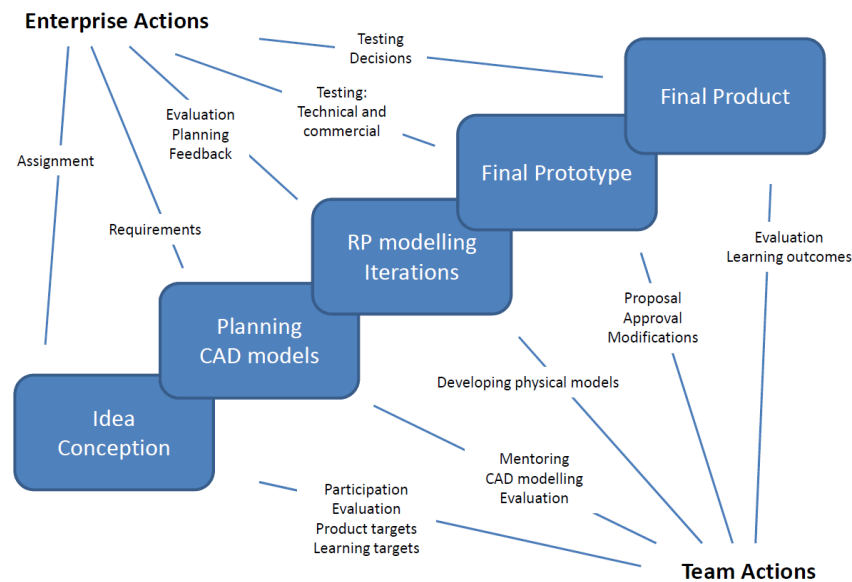 Enterprise Actions
Testing
Decisions
Final Product
Testing:
Technical and
commercial
Evaluation
Planning
Feedback
Assignment
Final Prototype
Requirements
RP modelling
Iterations
Evaluation
Learning outcomes
Planning
CAD models
Proposal
Approval
Modifications
Developing physical models
Idea
Conception
Mentoring
CAD modelling
Evaluation
Participation
Evaluation
Product targets
Learning targets
Team Actions